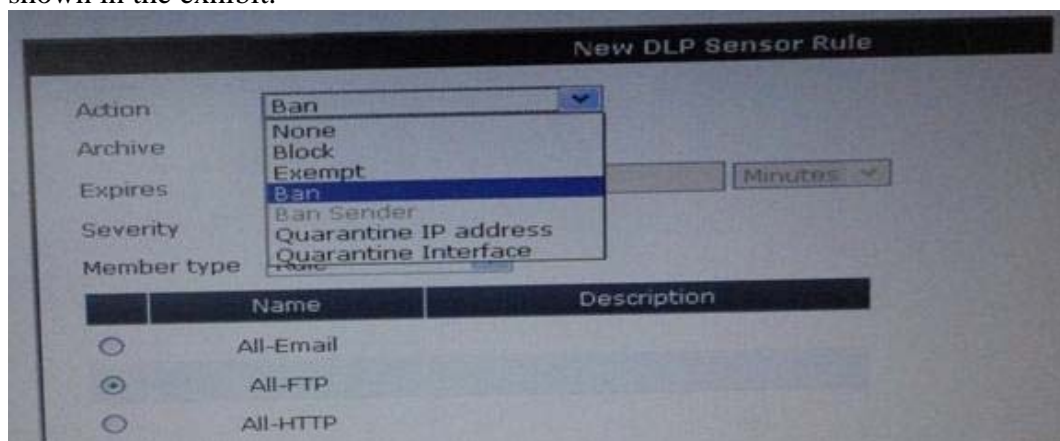 shown in the exhibit.
New DLP Sensor Rule
Action
Ban
None
Block
Exempt
Ban
Ban Sender
Quarantine IP address
Quarantine Interface
Archive
Expires
Minutes
Severity
Member type
Name Description
All-Email
All-FTP
All-HTTP